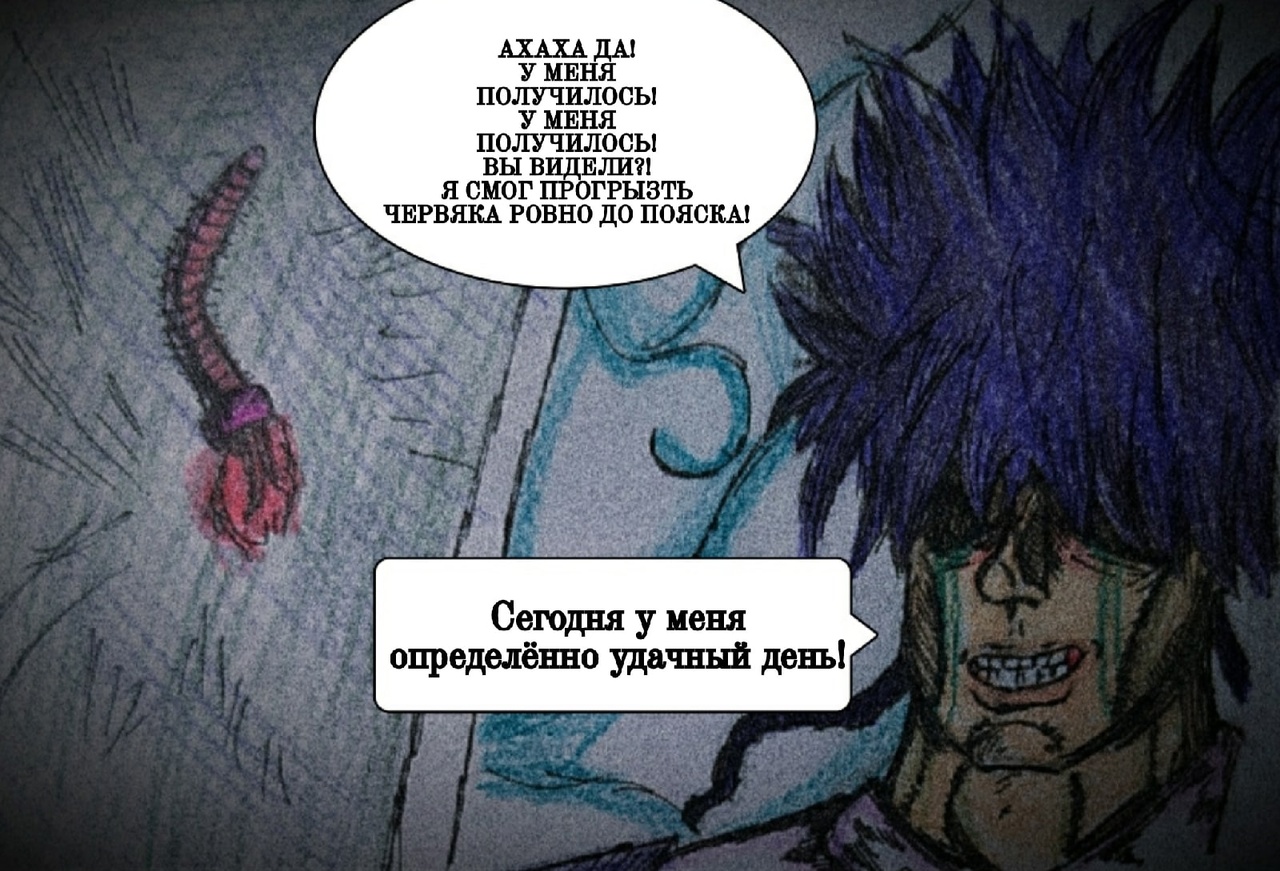 АХАХА ДА!
У МЕНЯ
ПОЛУЧИЛОСЬ!
У МЕНЯ
ПОЛУЧИЛОСЬ!
ВЫ ВИДЕЛИ?!
Я СМОГ ПРОГРЫЗТЬ
ЧЕРВЯКА РОВНО ДО ПОЯСКА!
Сегодня у меня
определённо удачный день!